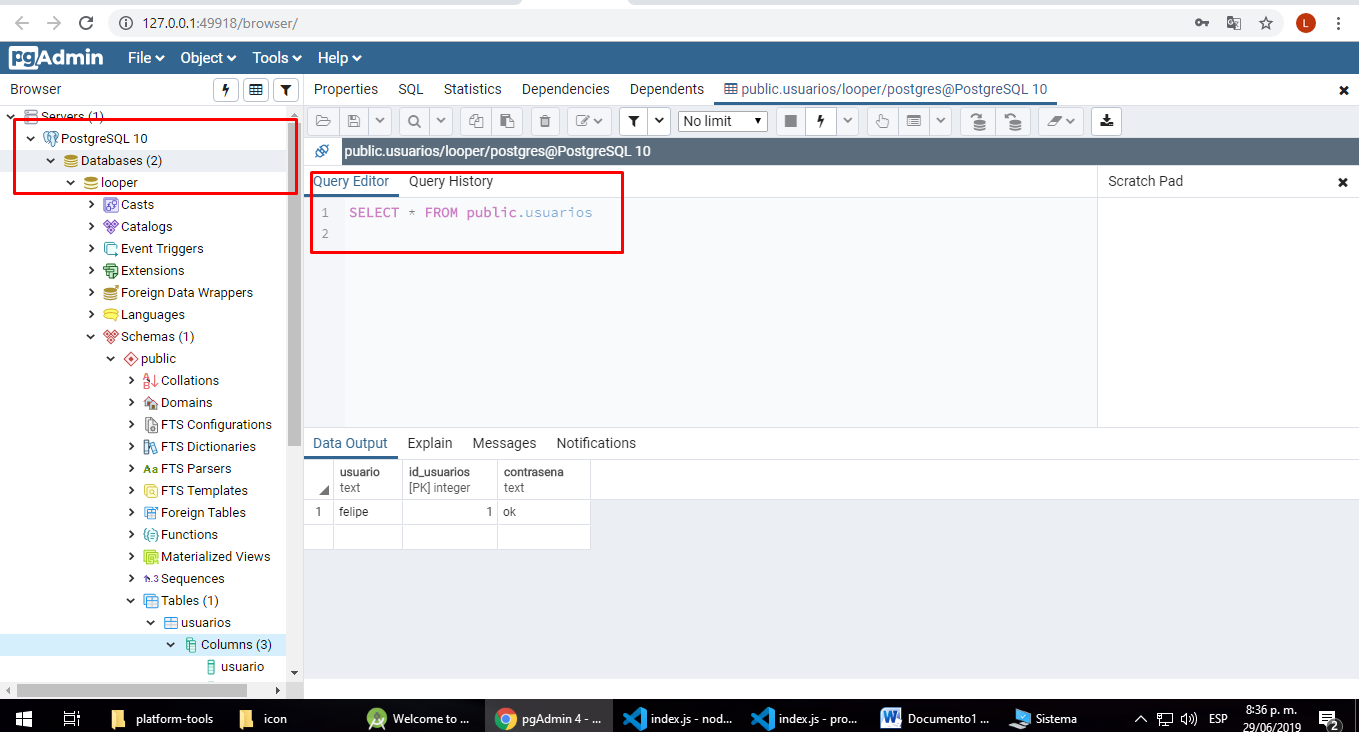 127.0.0.1:49918/browser/
L
pgAdmin File Object Tools Help
Browser
Properties SQL Statistics Dependencies Dependents public.usuarios/looper/postgres@PostgreSQL 10
Servers (1)
PostgreSQL 10
Databases (2)
looper
Casts
Catalogs
Event Triggers
Extensions
Foreign Data Wrappers
Languages
Schemas (1)
public
Collations
Domains
FTS Configurations
FTS Dictionaries
FTS Parsers
FTS Templates
Foreign Tables
Functions
Materialized Views
Sequences
Tables (1)
usuarios
Columns (3)
usuario
No limit
public.usuarios/looper/postgres@PostgreSQL 10
Query Editor Query History
Scratch Pad
1 SELECT * FROM public.usuarios
2
Data Output Explain Messages Notifications
usuario id_usuarios contrasena
text [PK] integer text
1 felipe 1 ok
platform-tools icon Welcome to ... pgAdmin 4 - ... index.js - nod... index.js - pro... Documento1 ... Sistema ESP
8:36 p. m.
29/06/2019
2